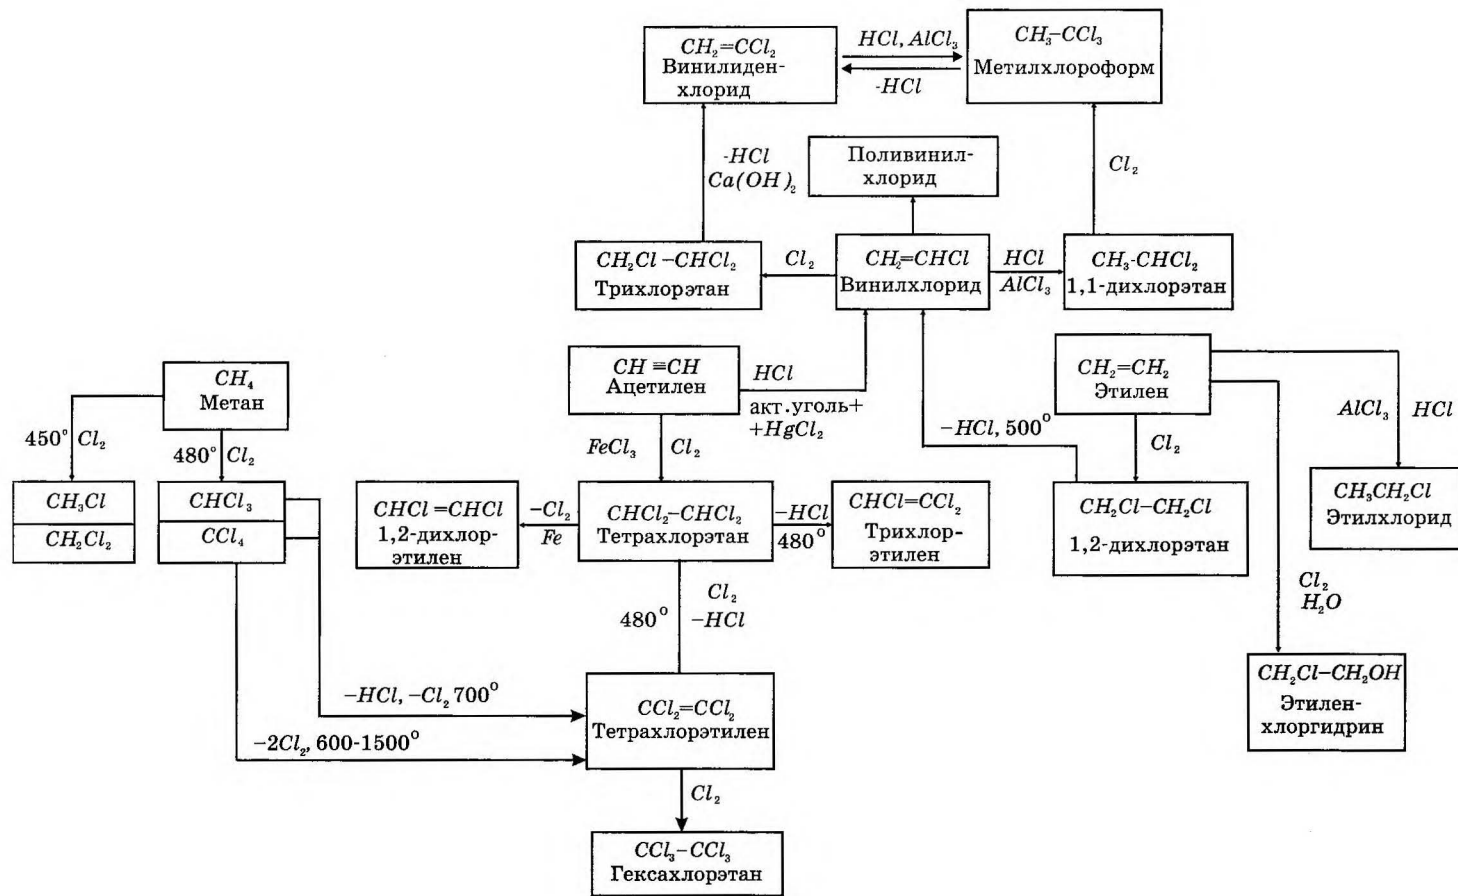 CH₂=CCl₂
Винилиден-
хлорид
HCl, AlCl₃
-HCl
CH₃–CCl₃
Метилхлороформ
-HCl
Ca(OH)₂
Поливинил-
хлорид
Cl₂
CH₂Cl–CHCl₂
Трихлорэтан
Cl₂
CH₂=CHCl
Винилхлорид
HCl
AlCl₃
CH₃-CHCl₂
1,1-дихлорэтан
CH₄
Метан
CH≡CH
Ацетилен
HCl
акт.уголь+
+HgCl₂
CH₂=CH₂
Этилен
450° Cl₂
480° Cl₂
FeCl₃ Cl₂
–HCl, 500°
Cl₂
AlCl₃ HCl
CH₃Cl
CH₂Cl₂
CHCl₃
CCl₄
CHCl=CHCl
1,2-дихлор-
этилен
–Cl₂
Fe
CHCl₂–CHCl₂
Тетрахлорэтан
–HCl
480°
CHCl=CCl₂
Трихлор-
этилен
CH₂Cl–CH₂Cl
1,2-дихлорэтан
CH₃CH₂Cl
Этилхлорид
Cl₂
480° –HCl
Cl₂
H₂O
–HCl, –Cl₂ 700°
–2Cl₂, 600-1500°
CCl₂=CCl₂
Тетрахлорэтилен
CH₂Cl–CH₂OH
Этилен-
хлоргидрин
Cl₂
CCl₃–CCl₃
Гексахлорэтан